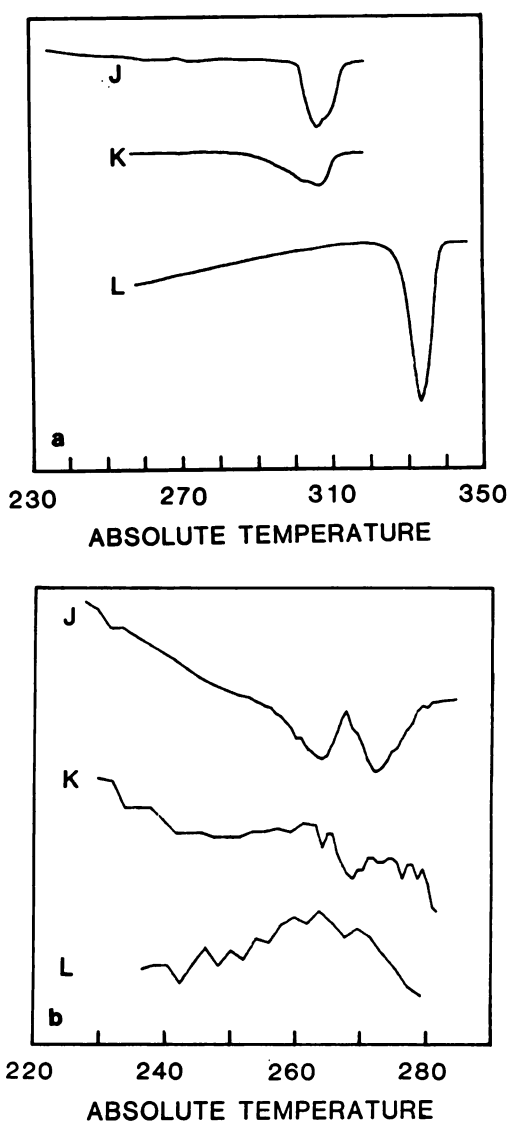 J
K
L
a
230 270 310 350
ABSOLUTE TEMPERATURE
J
K
L
b
220 240 260 280
ABSOLUTE TEMPERATURE